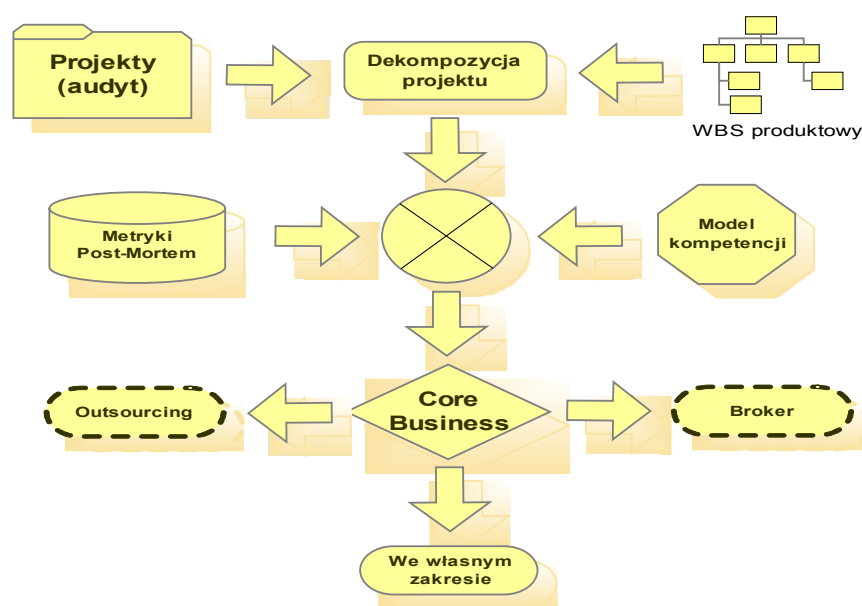 Projekty
(audyt)
Dekompozycja
projektu
WBS produktowy
Metryki
Post-Mortem
Model
kompetencji
Outsourcing
Core
Business
Broker
We własnym
zakresie